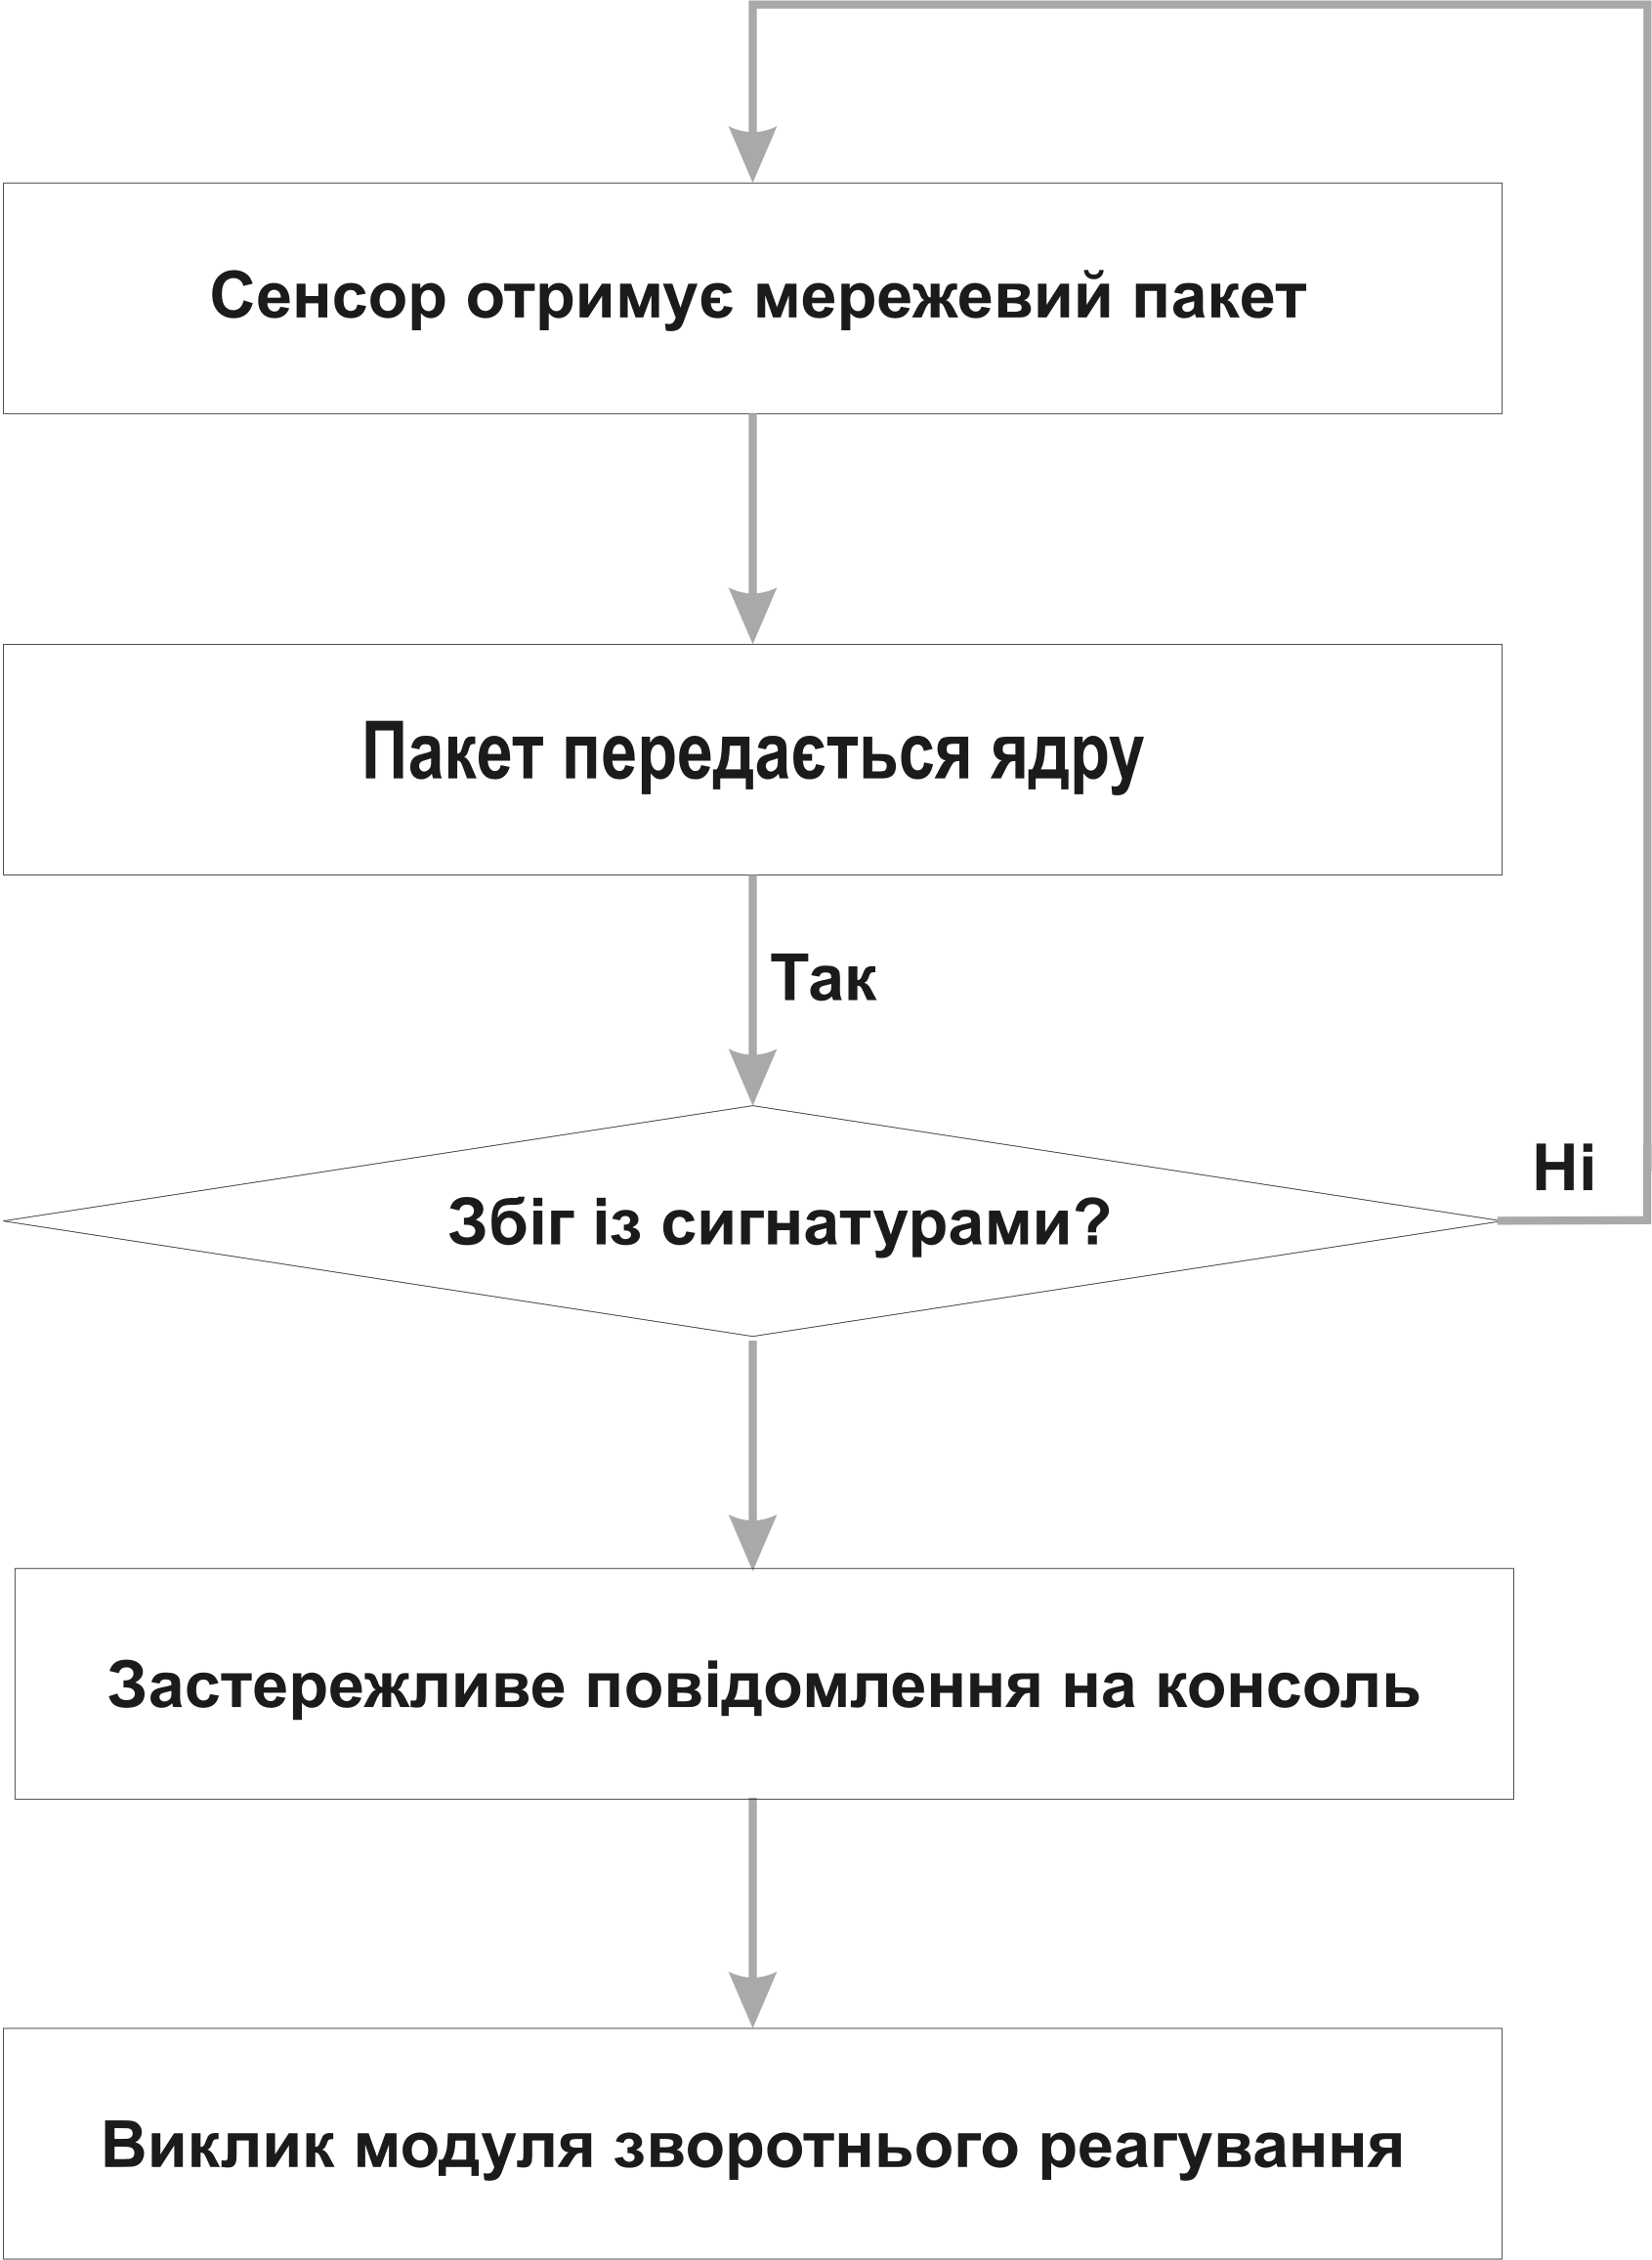 Сенсор отримує мережевий пакет
Пакет передається ядру
Так
Ні
Збіг із сигнатурами?
Застережливе повідомлення на консоль
Виклик модуля зворотнього реагування